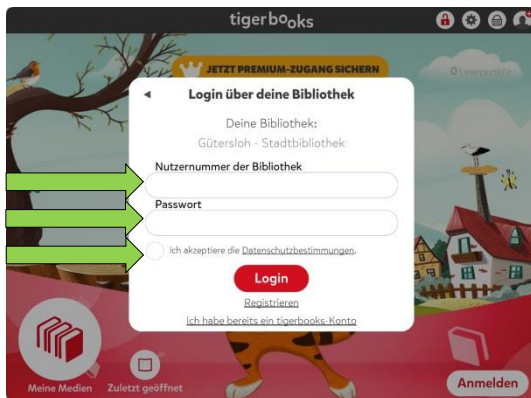 tigerbooks
JETZT PREMIUM-ZUGANG SICHERN
0 Lesepunkte
Login über deine Bibliothek
Deine Bibliothek:
Gütersloh - Stadtbibliothek
Nutzernummer der Bibliothek
Passwort
Ich akzeptiere die Datenschutzbestimmungen.
Login
Registrieren
Ich habe bereits ein tigerbooks-Konto
Meine Medien
Zuletzt geöffnet
Anmelden